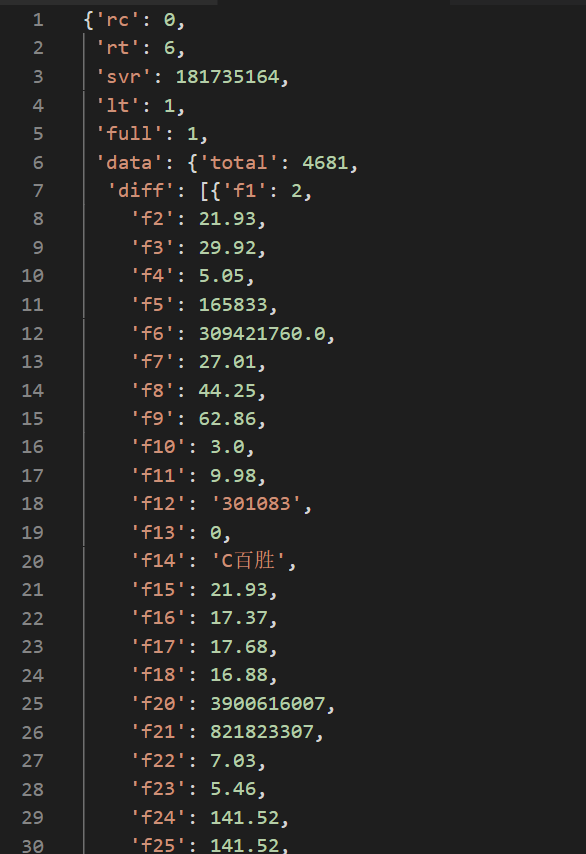 1 {'rc': 0,
2 'rt': 6,
3 'svr': 181735164,
4 'lt': 1,
5 'full': 1,
6 'data': {'total': 4681,
7 'diff': [{'f1': 2,
8 'f2': 21.93,
9 'f3': 29.92,
10 'f4': 5.05,
11 'f5': 165833,
12 'f6': 309421760.0,
13 'f7': 27.01,
14 'f8': 44.25,
15 'f9': 62.86,
16 'f10': 3.0,
17 'f11': 9.98,
18 'f12': '301083',
19 'f13': 0,
20 'f14': 'C百胜',
21 'f15': 21.93,
22 'f16': 17.37,
23 'f17': 17.68,
24 'f18': 16.88,
25 'f20': 3900616007,
26 'f21': 821823307,
27 'f22': 7.03,
28 'f23': 5.46,
29 'f24': 141.52,
30 'f25': 141.52,